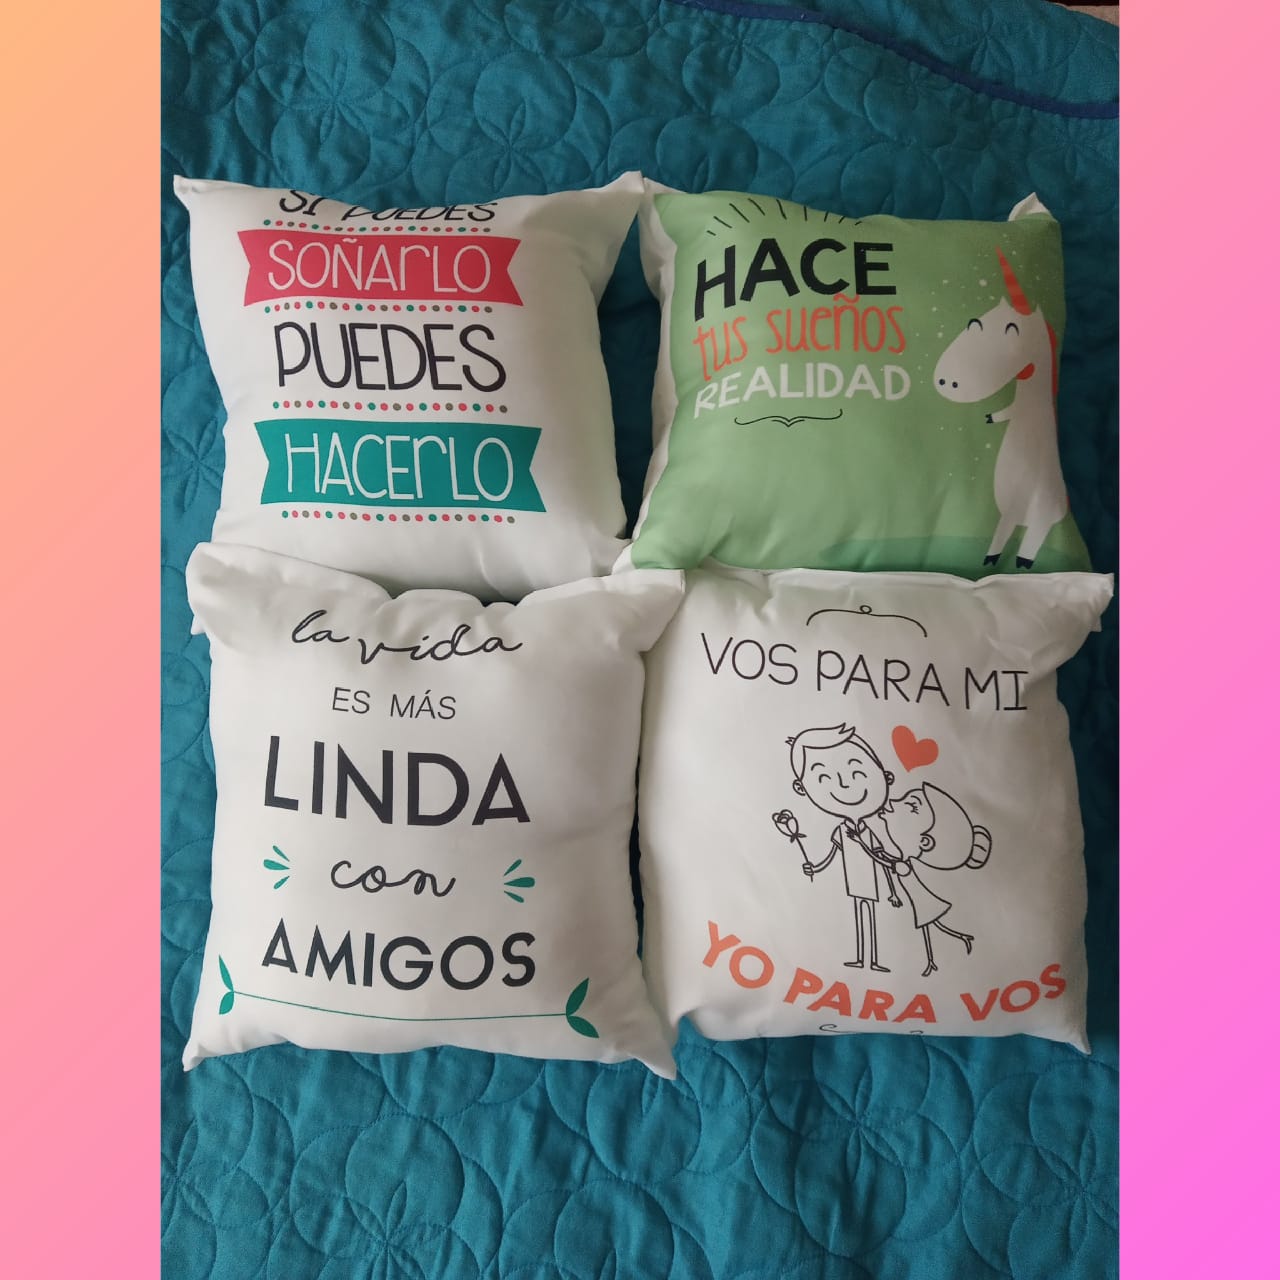 SI PUEDES
SOÑARLO
PUEDES
HACERLO
HACE
tus sueños
REALIDAD
la vida
ES MÁS
LINDA
con
AMIGOS
VOS PARA MI
YO PARA VOS